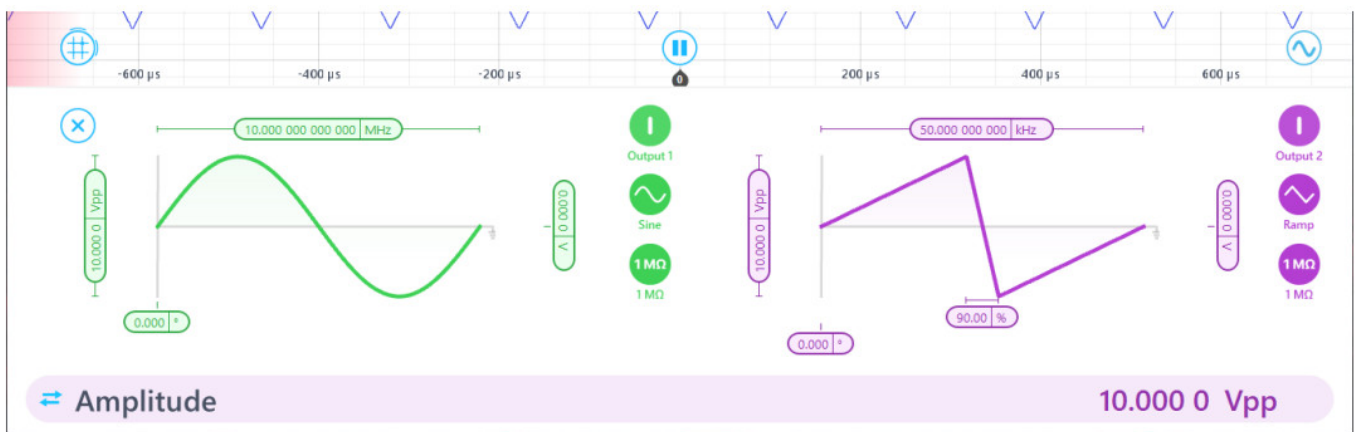 -600 µs
-400 µs
-200 µs
0
200 µs
400 µs
600 µs
10.000 000 000 000 MHz
10.000 0 Vpp
0.000 °
0.000 0 V
Output 1
Sine
1 MΩ
1 MΩ
50.000 000 000 kHz
10.000 0 Vpp
0.000 °
90.00 %
0.000 0 V
Output 2
Ramp
1 MΩ
1 MΩ
Amplitude 10.000 0 Vpp